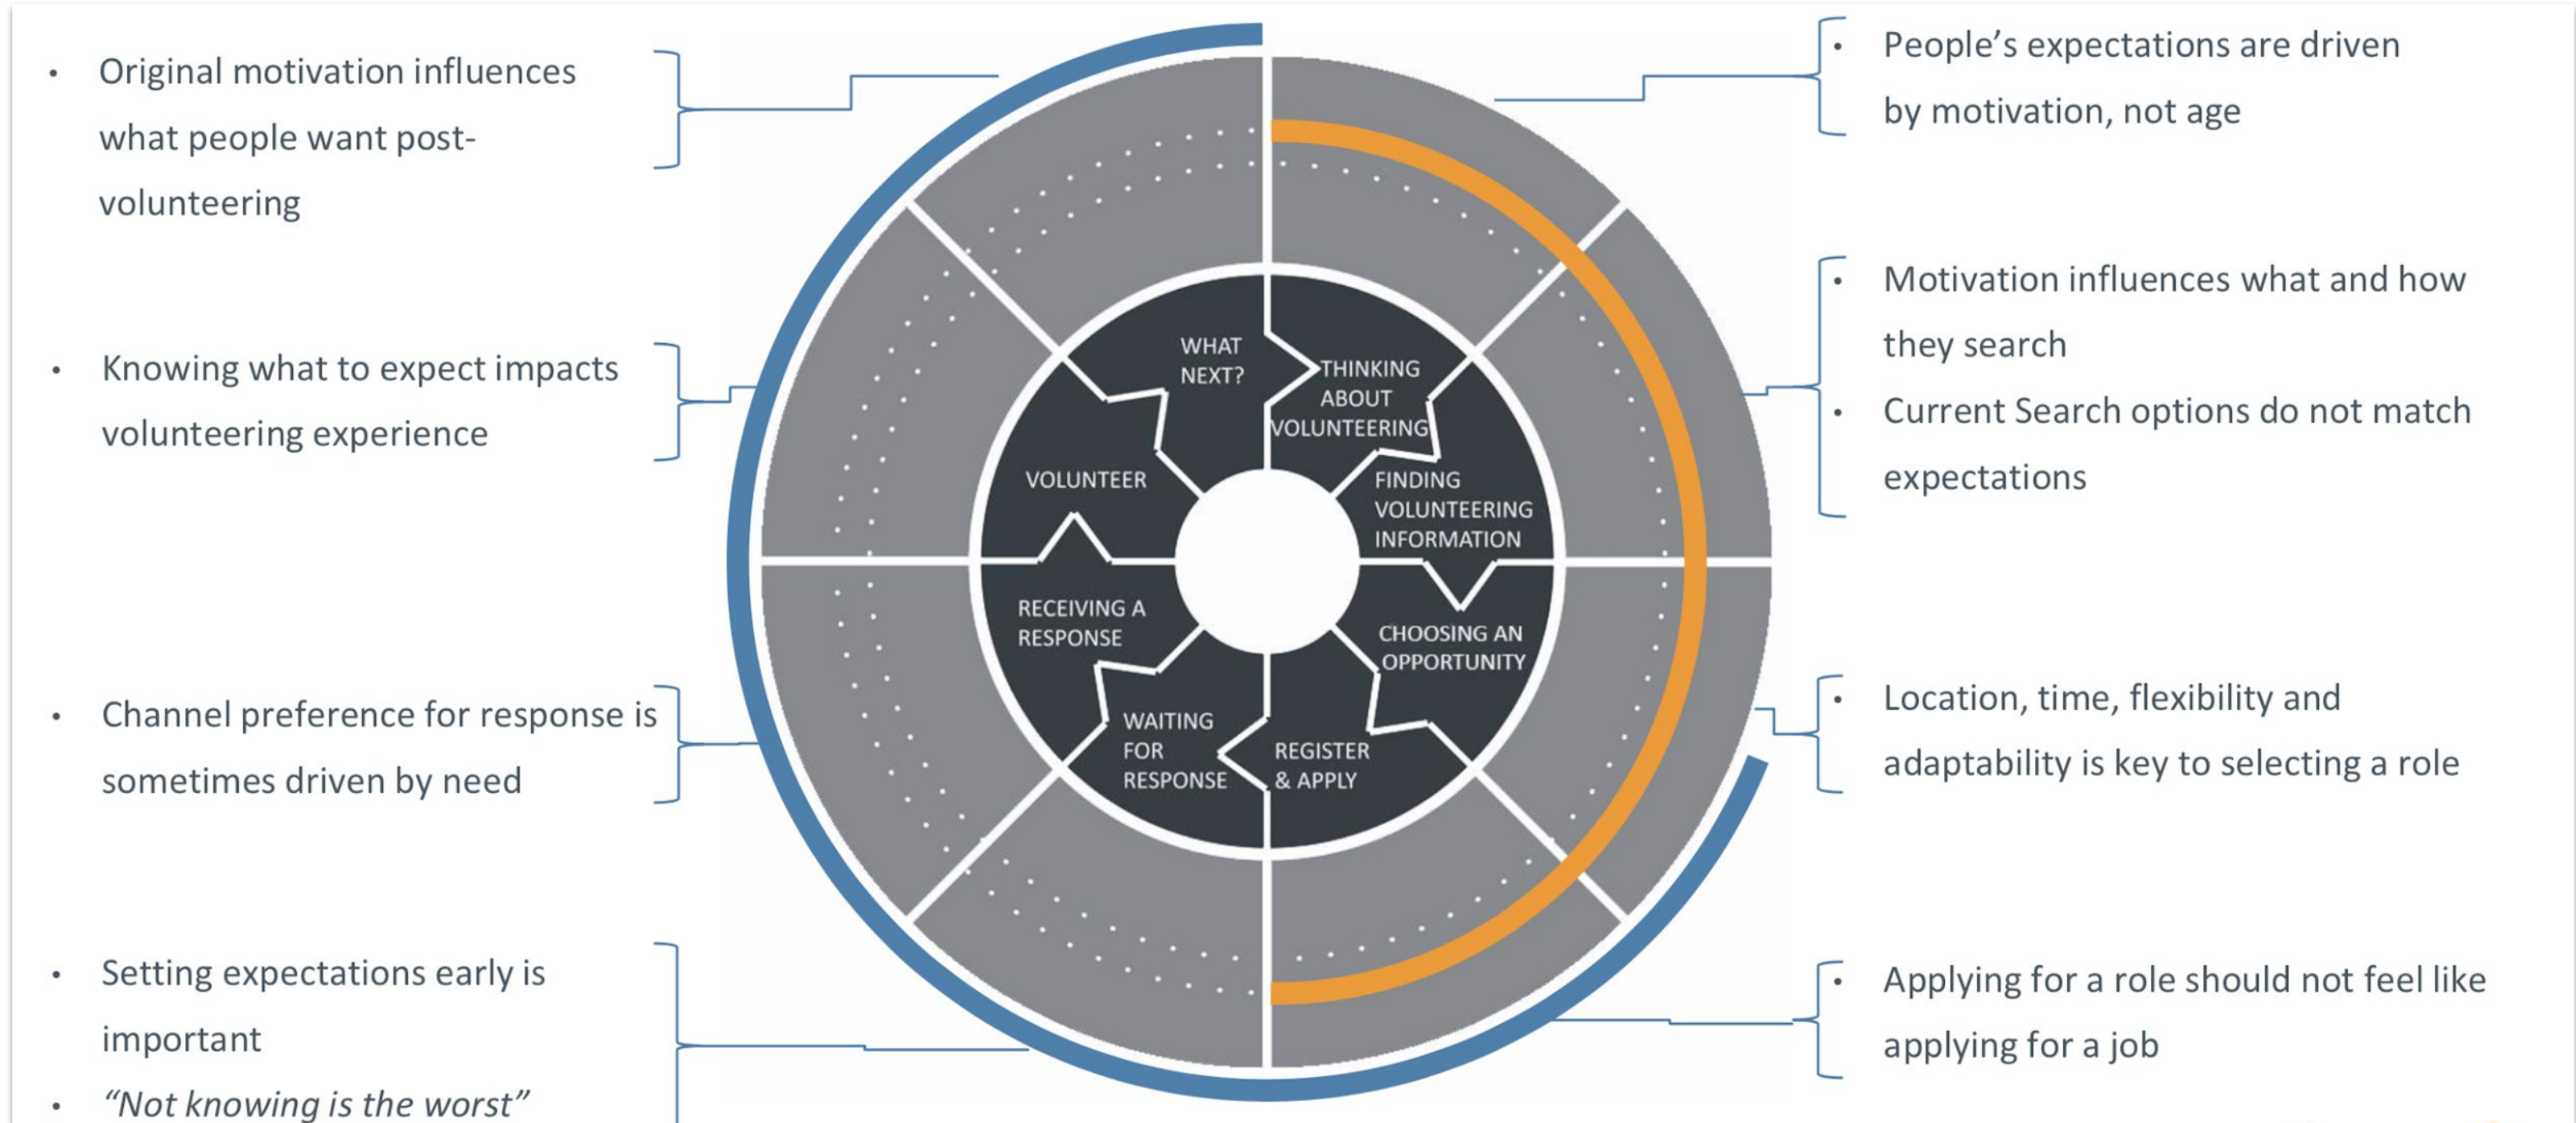 • Original motivation influences
what people want post-
volunteering
• Knowing what to expect impacts
volunteering experience
• Channel preference for response is
sometimes driven by need
• Setting expectations early is
important
• “Not knowing is the worst”
WHAT
NEXT?
THINKING
ABOUT
VOLUNTEERING
FINDING
VOLUNTEERING
INFORMATION
CHOOSING AN
OPPORTUNITY
REGISTER
& APPLY
WAITING
FOR
RESPONSE
RECEIVING A
RESPONSE
VOLUNTEER
• People’s expectations are driven
by motivation, not age
• Motivation influences what and how
they search
• Current Search options do not match
expectations
• Location, time, flexibility and
adaptability is key to selecting a role
• Applying for a role should not feel like
applying for a job